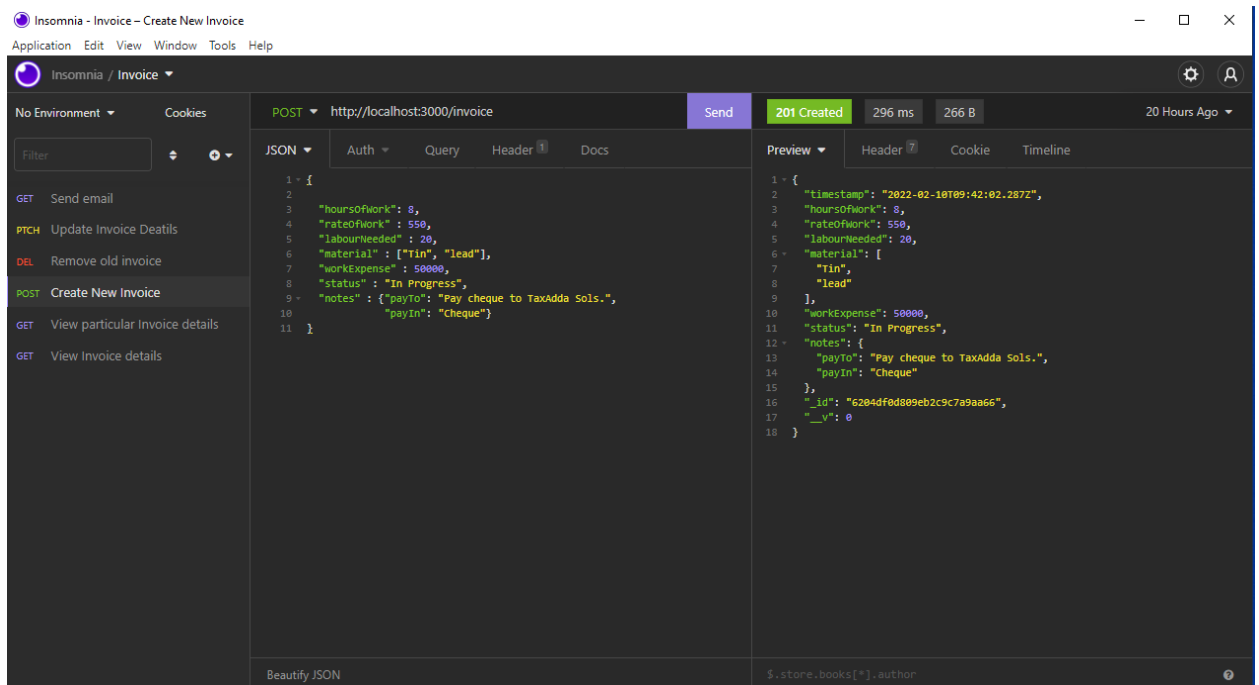 Insomnia - Invoice – Create New Invoice
Application Edit View Window Tools Help
Insomnia / Invoice
No Environment
Cookies
Filter
GET Send email
PTCH Update Invoice Deatils
DEL Remove old invoice
POST Create New Invoice
GET View particular Invoice details
GET View Invoice details
POST http://localhost:3000/invoice Send
JSON Auth Query Header 1 Docs
1 {
2
3 "hoursOfWork": 8,
4 "rateOfWork" : 550,
5 "labourNeeded" : 20,
6 "material" : ["Tin", "lead"],
7 "workExpense" : 50000,
8 "status" : "In Progress",
9 "notes" : {"payTo": "Pay cheque to TaxAdda Sols.",
10 "payIn": "Cheque"}
11 }
Beautify JSON
201 Created 296 ms 266 B 20 Hours Ago
Preview Header 7 Cookie Timeline
1 {
2 "timestamp": "2022-02-10T09:42:02.287Z",
3 "hoursOfWork": 8,
4 "rateOfWork": 550,
5 "labourNeeded": 20,
6 "material": [
7 "Tin",
8 "lead"
9 ],
10 "workExpense": 50000,
11 "status": "In Progress",
12 "notes": {
13 "payTo": "Pay cheque to TaxAdda Sols.",
14 "payIn": "Cheque"
15 },
16 "_id": "6204df0d809eb2c9c7a9aa66",
17 "__v": 0
18 }
$.store.books[*].author